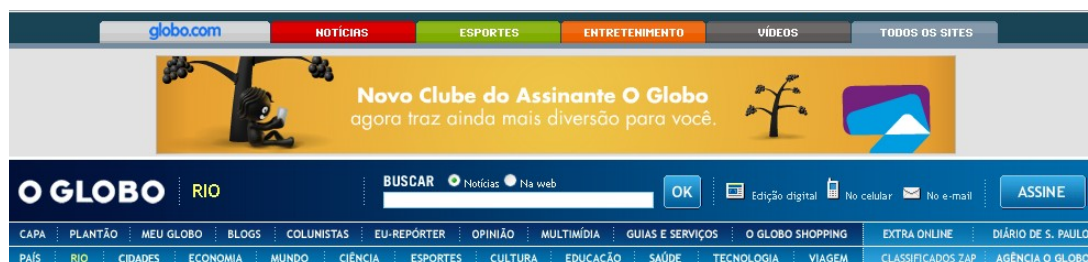 globo.com NOTÍCIAS ESPORTES ENTRETENIMENTO VÍDEOS TODOS OS SITES
Novo Clube do Assinante O Globo
agora traz ainda mais diversão para você.
O GLOBO RIO BUSCAR Notícias Na web OK Edição digital No celular No e-mail ASSINE
CAPA PLANTÃO MEU GLOBO BLOGS COLUNISTAS EU-REPÓRTER OPINIÃO MULTIMÍDIA GUIAS E SERVIÇOS O GLOBO SHOPPING EXTRA ONLINE DIÁRIO DE S. PAULO
PAÍS RIO CIDADES ECONOMIA MUNDO CIÊNCIA ESPORTES CULTURA EDUCAÇÃO SAÚDE TECNOLOGIA VIAGEM CLASSIFICADOS ZAP AGÊNCIA O GLOBO